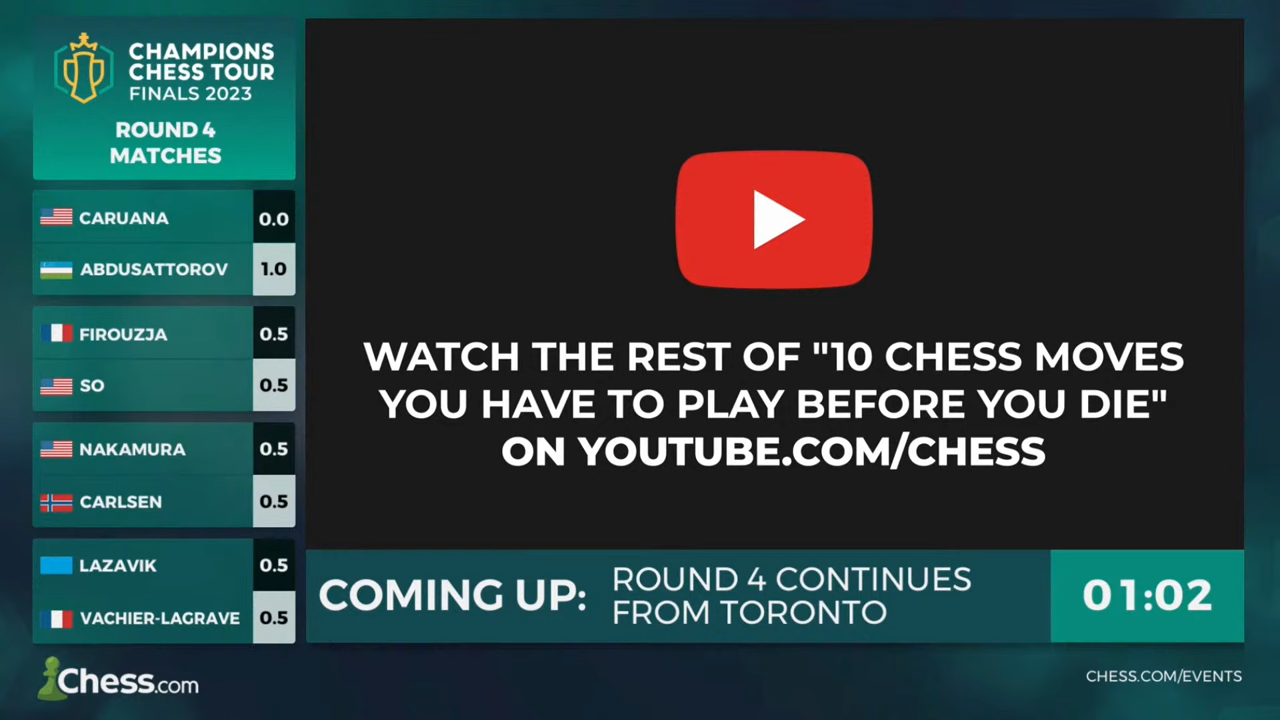 CHAMPIONS
CHESS TOUR
FINALS 2023
ROUND 4
MATCHES
CARUANA 0.0
ABDUSATTOROV 1.0
FIROUZJA 0.5
SO 0.5
NAKAMURA 0.5
CARLSEN 0.5
LAZAVIK 0.5
VACHIER-LAGRAVE 0.5
WATCH THE REST OF "10 CHESS MOVES
YOU HAVE TO PLAY BEFORE YOU DIE"
ON YOUTUBE.COM/CHESS
COMING UP:
ROUND 4 CONTINUES
FROM TORONTO
01:02
Chess.com
CHESS.COM/EVENTS